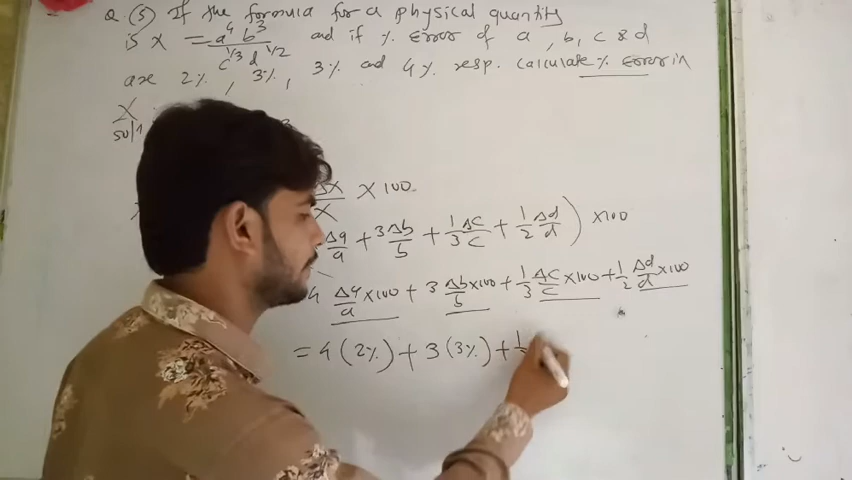 Q. (5) If the formula for a physical quantity
is X = a⁴ b³ / c^1/3 d^1/2 and if % error of a, b, c & d
are 2%, 3%, 3% and 4% resp. calculate % error in
X
sol/1
ΔX/X × 100
Δa/a + 3 Δb/b + 1/3 Δc/c + 1/2 Δd/d ) × 100
4 Δa/a × 100 + 3 Δb/b × 100 + 1/3 Δc/c × 100 + 1/2 Δd/d × 100
= 4 (2%) + 3 (3%) + 1